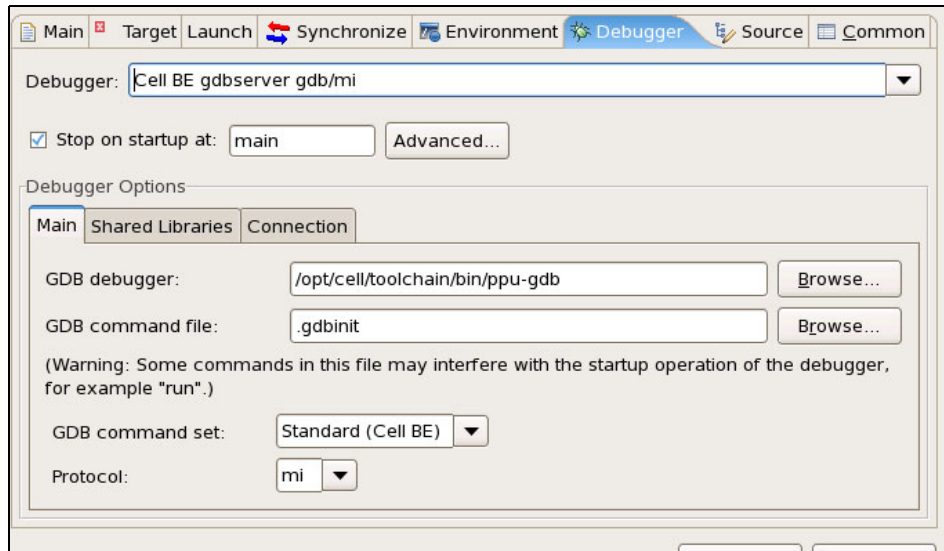 Main Target Launch Synchronize Environment Debugger Source Common
Debugger: Cell BE gdbserver gdb/mi
Stop on startup at: main Advanced...
Debugger Options
Main Shared Libraries Connection
GDB debugger: /opt/cell/toolchain/bin/ppu-gdb Browse...
GDB command file: .gdbinit Browse...
(Warning: Some commands in this file may interfere with the startup operation of the debugger,
for example "run".)
GDB command set: Standard (Cell BE)
Protocol: mi